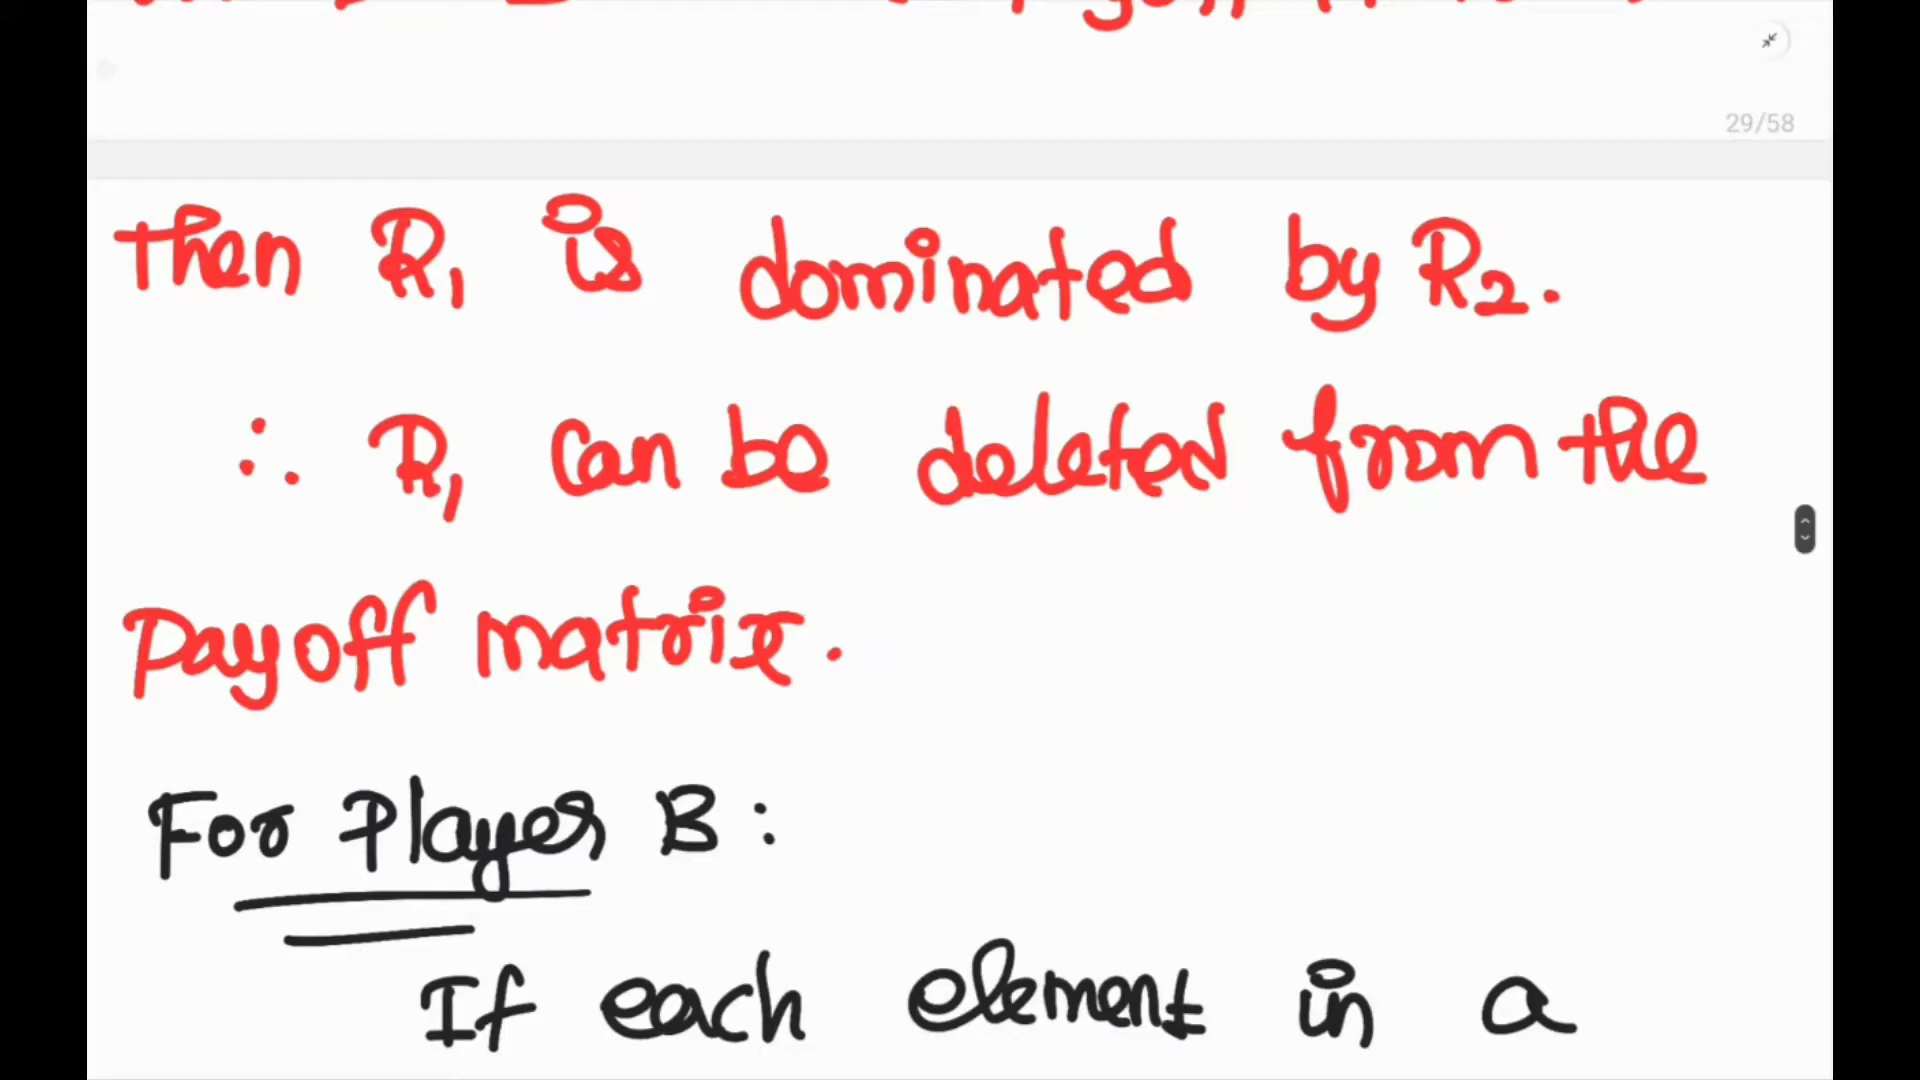 29/58
then R₁ is dominated by R₂.
∴ R₁ can be deleted from the
Payoff matrix.
For Player B :
If each element in a